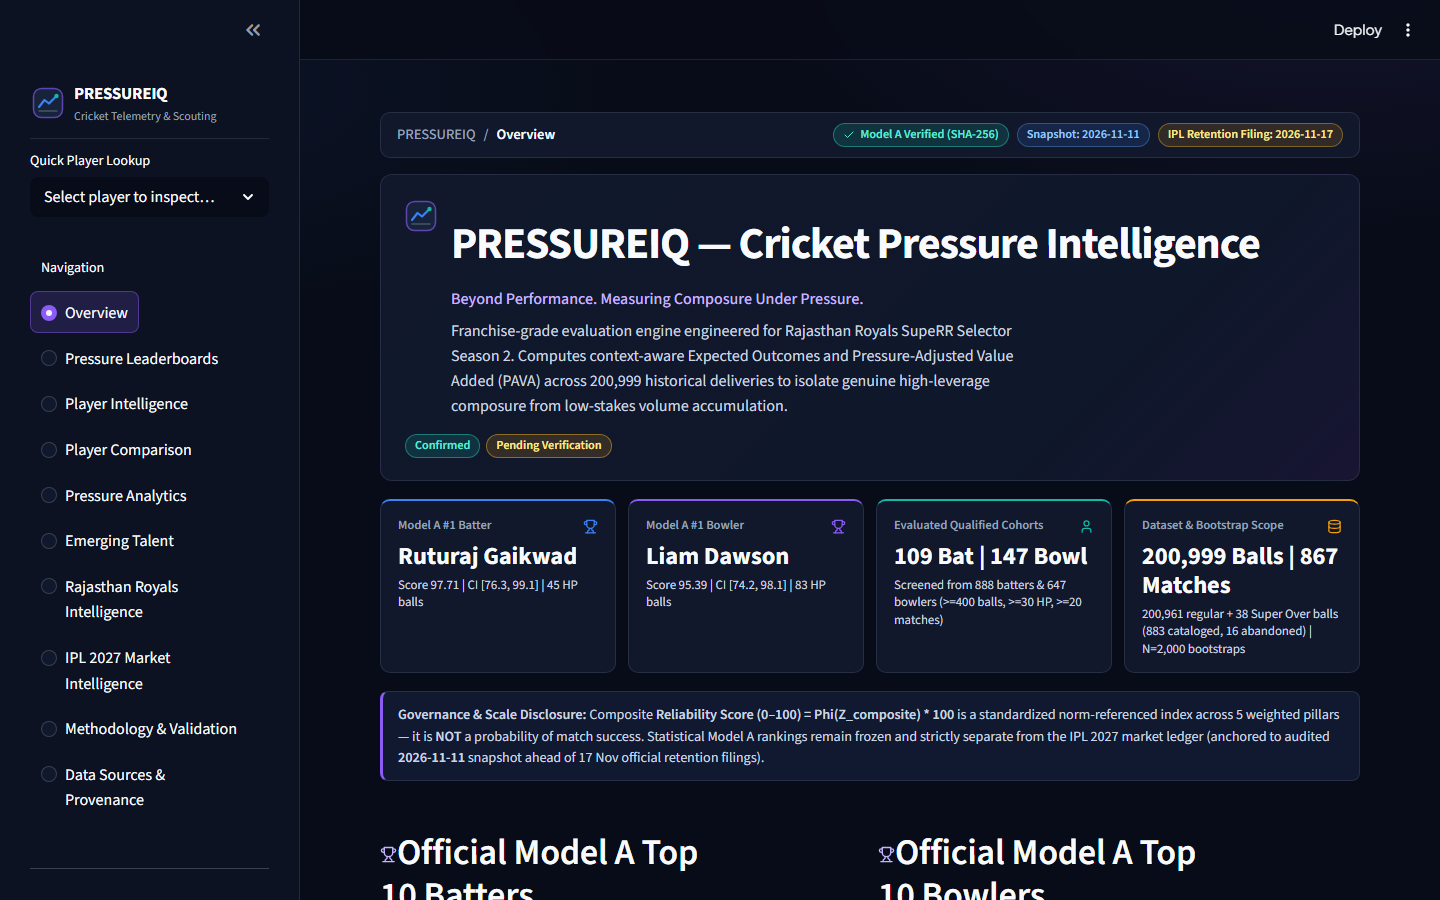 Deploy
PRESSUREIQ
Cricket Telemetry & Scouting
Quick Player Lookup
Select player to inspect...
Navigation
Overview
Pressure Leaderboards
Player Intelligence
Player Comparison
Pressure Analytics
Emerging Talent
Rajasthan Royals
Intelligence
IPL 2027 Market
Intelligence
Methodology & Validation
Data Sources &
Provenance
PRESSUREIQ / Overview
Model A Verified (SHA-256)
Snapshot: 2026-11-11
IPL Retention Filing: 2026-11-17
PRESSUREIQ — Cricket Pressure Intelligence
Beyond Performance. Measuring Composure Under Pressure.
Franchise-grade evaluation engine engineered for Rajasthan Royals SupeRR Selector
Season 2. Computes context-aware Expected Outcomes and Pressure-Adjusted Value
Added (PAVA) across 200,999 historical deliveries to isolate genuine high-leverage
composure from low-stakes volume accumulation.
Confirmed
Pending Verification
Model A #1 Batter
Ruturaj Gaikwad
Score 97.71 | CI [76.3, 99.1] | 45 HP
balls
Model A #1 Bowler
Liam Dawson
Score 95.39 | CI [74.2, 98.1] | 83 HP
balls
Evaluated Qualified Cohorts
109 Bat | 147 Bowl
Screened from 888 batters & 647
bowlers (>=400 balls, >=30 HP, >=20
matches)
Dataset & Bootstrap Scope
200,999 Balls | 867
Matches
200,961 regular + 38 Super Over balls
(883 cataloged, 16 abandoned) |
N=2,000 bootstraps
Governance & Scale Disclosure: Composite Reliability Score (0–100) = Phi(Z_composite) * 100 is a standardized norm-referenced index across 5 weighted pillars
— it is NOT a probability of match success. Statistical Model A rankings remain frozen and strictly separate from the IPL 2027 market ledger (anchored to audited
2026-11-11 snapshot ahead of 17 Nov official retention filings).
Official Model A Top
10 Batters
Official Model A Top
10 Bowlers